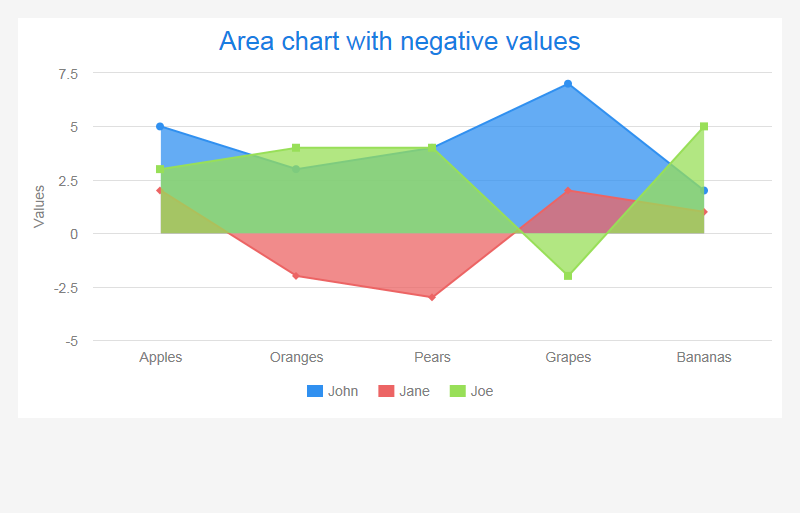 Area chart with negative values
7.5
5
2.5
0
-2.5
-5
Values
Apples Oranges Pears Grapes Bananas
John Jane Joe